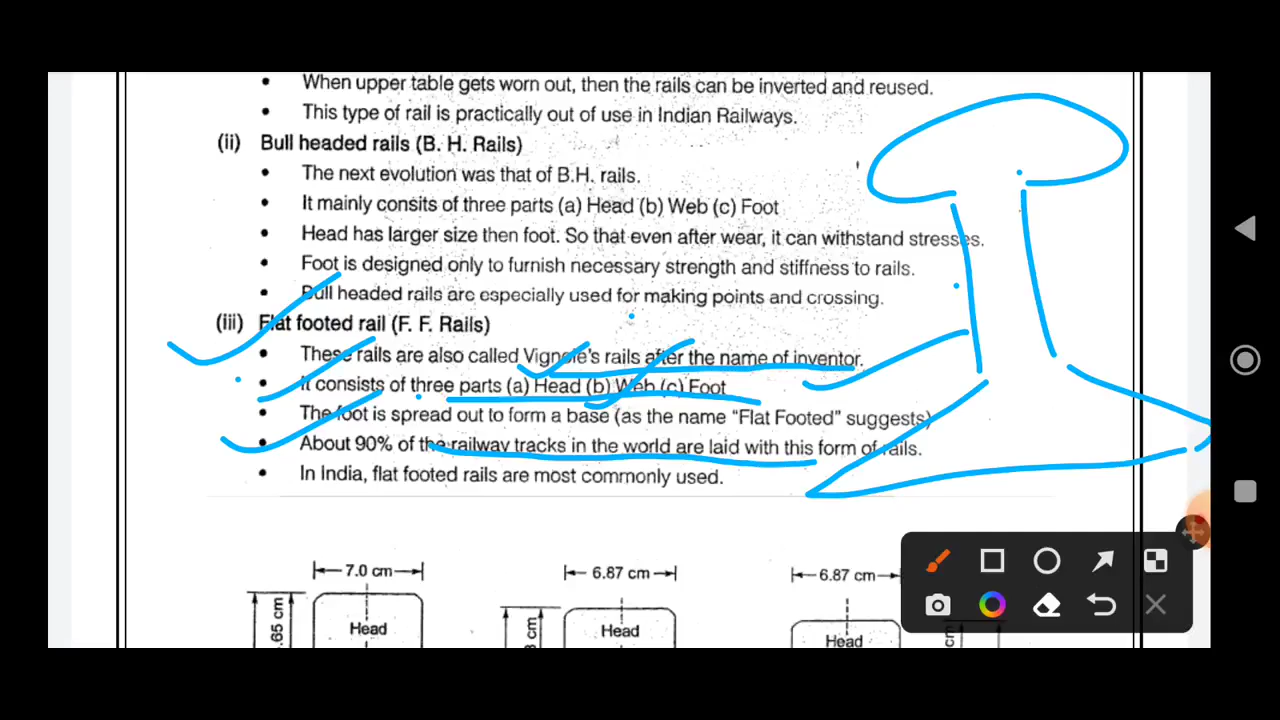 When upper table gets worn out, then the rails can be inverted and reused.
This type of rail is practically out of use in Indian Railways.
(ii) Bull headed rails (B. H. Rails)
The next evolution was that of B.H. rails.
It mainly consits of three parts (a) Head (b) Web (c) Foot
Head has larger size then foot. So that even after wear, it can withstand stresses.
Foot is designed only to furnish necessary strength and stiffness to rails.
Bull headed rails are especially used for making points and crossing.
(iii) Flat footed rail (F. F. Rails)
These rails are also called Vignole's rails after the name of inventor.
It consists of three parts (a) Head (b) Web (c) Foot
The foot is spread out to form a base (as the name "Flat Footed" suggests)
About 90% of the railway tracks in the world are laid with this form of rails.
In India, flat footed rails are most commonly used.
7.0 cm 6.87 cm 6.87 cm
.65 cm Head cm Head Head cm